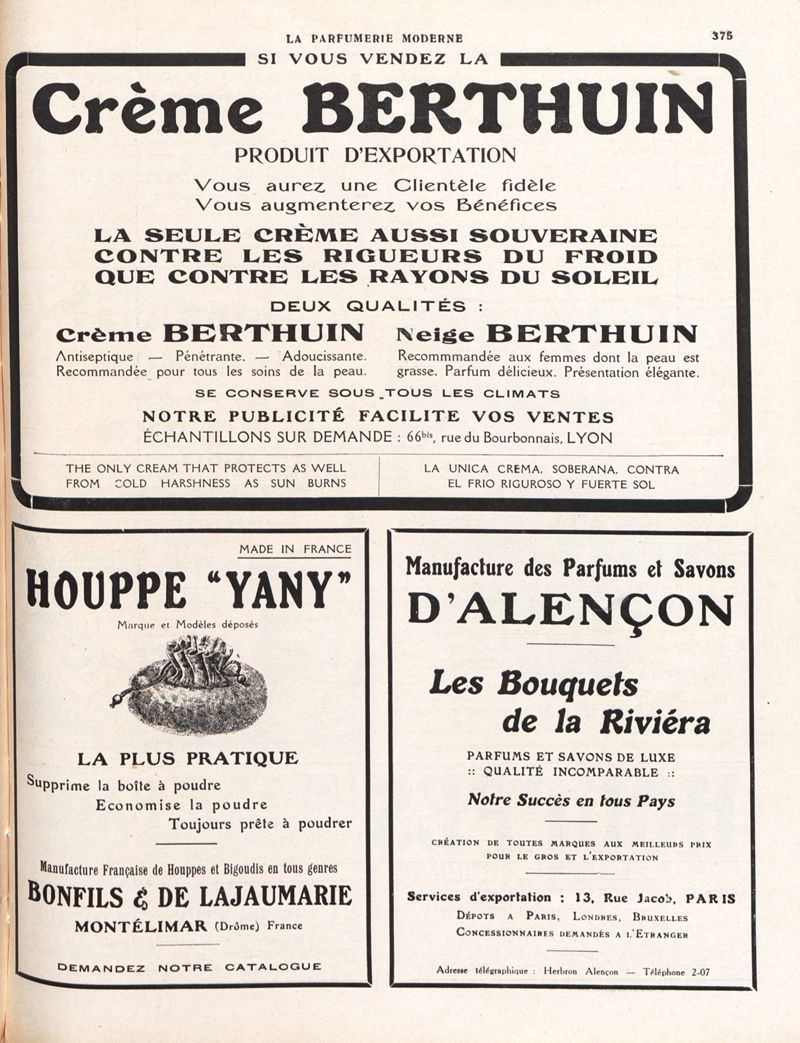 LA PARFUMERIE MODERNE 375
SI VOUS VENDEZ LA
Crème BERTHUIN
PRODUIT D'EXPORTATION
Vous aurez une Clientèle fidèle
Vous augmenterez vos Bénéfices
LA SEULE CRÈME AUSSI SOUVERAINE
CONTRE LES RIGUEURS DU FROID
QUE CONTRE LES RAYONS DU SOLEIL
DEUX QUALITÉS :
Crème BERTHUIN
Antiseptique — Pénétrante. — Adoucissante.
Recommandée pour tous les soins de la peau.
Neige BERTHUIN
Recommmandée aux femmes dont la peau est
grasse. Parfum délicieux. Présentation élégante.
SE CONSERVE SOUS TOUS LES CLIMATS
NOTRE PUBLICITÉ FACILITE VOS VENTES
ÉCHANTILLONS SUR DEMANDE : 66bis, rue du Bourbonnais, LYON
THE ONLY CREAM THAT PROTECTS AS WELL
FROM COLD HARSHNESS AS SUN BURNS
LA UNICA CREMA, SOBERANA, CONTRA
EL FRIO RIGUROSO Y FUERTE SOL
MADE IN FRANCE
HOUPPE "YANY"
Marque et Modèles déposés
LA PLUS PRATIQUE
Supprime la boîte à poudre
Economise la poudre
Toujours prête à poudrer
Manufacture Française de Houppes et Bigoudis en tous genres
BONFILS & DE LAJAUMARIE
MONTÉLIMAR (Drôme) France
DEMANDEZ NOTRE CATALOGUE
Manufacture des Parfums et Savons
D'ALENÇON
Les Bouquets
de la Riviéra
PARFUMS ET SAVONS DE LUXE
:: QUALITÉ INCOMPARABLE ::
Notre Succès en tous Pays
CRÉATION DE TOUTES MARQUES AUX MEILLEURS PRIX
POUR LE GROS ET L'EXPORTATION
Services d'exportation : 13, Rue Jacob, PARIS
DÉPOTS A PARIS, LONDRES, BRUXELLES
CONCESSIONNAIRES DEMANDÉS A L'ETRANGER
Adresse télégraphique : Herbron Alençon — Téléphone 2-07